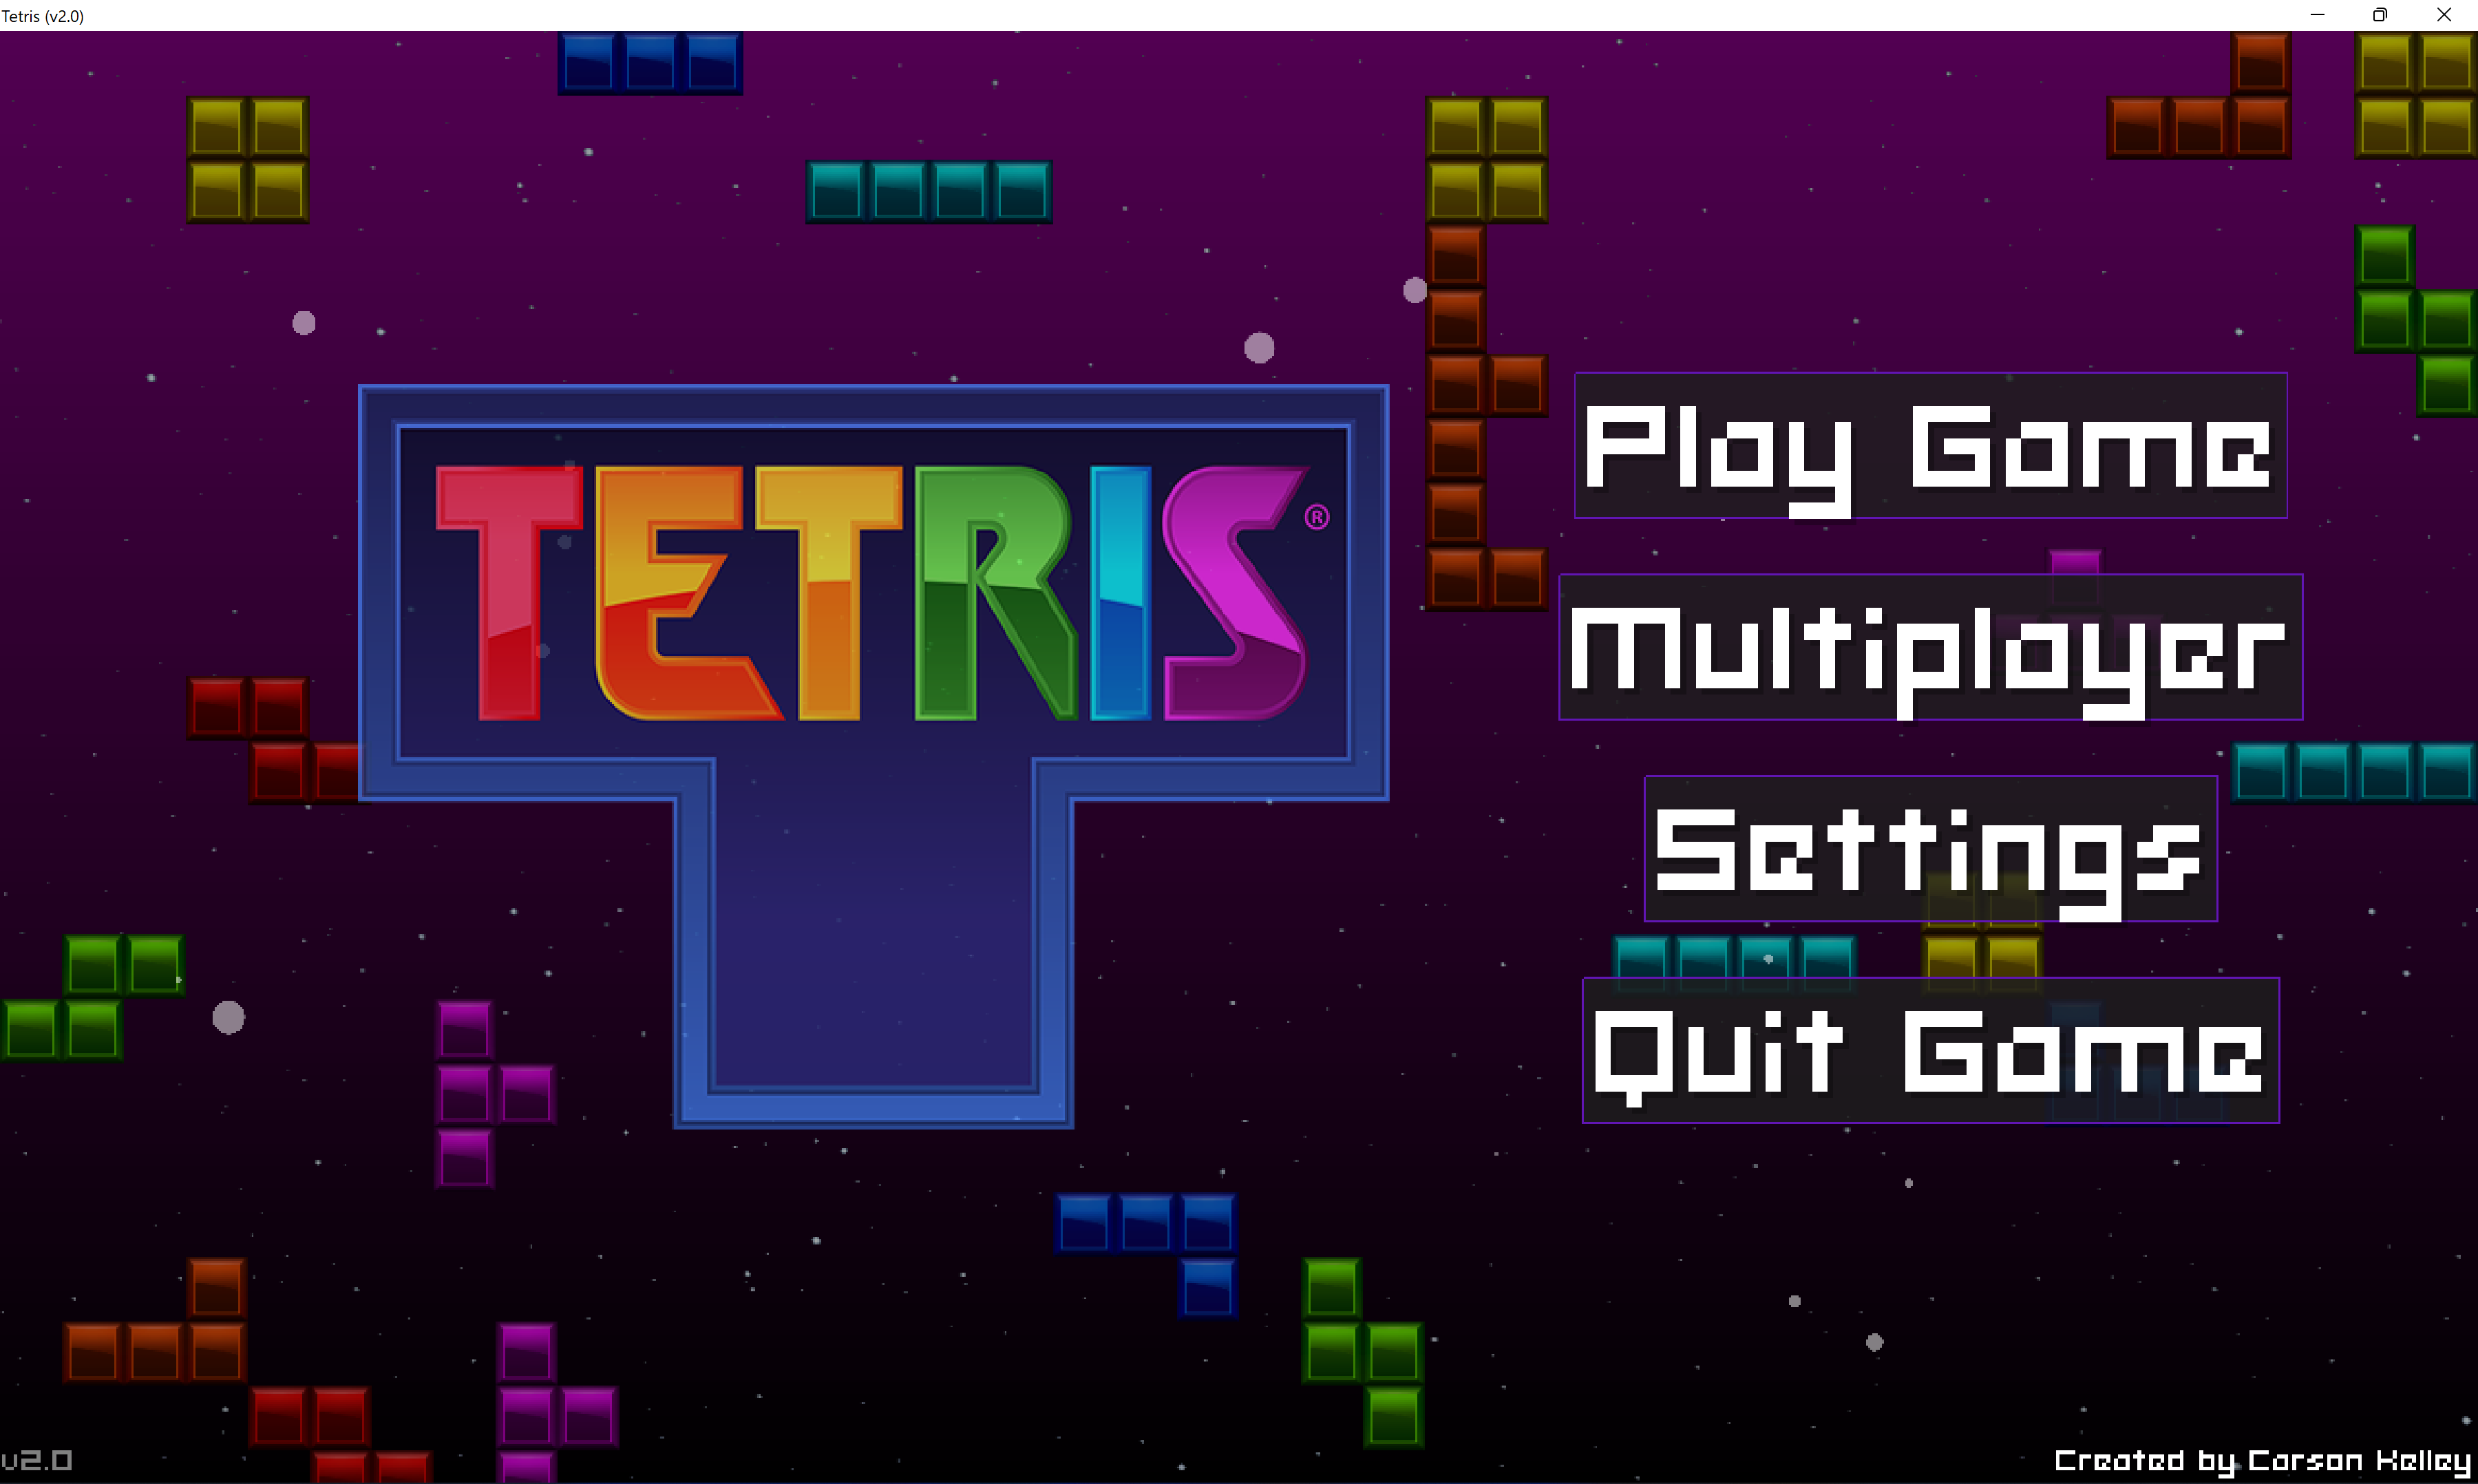 Tetris (v2.0)
TETRIS®
Play Game
Multiplayer
Settings
Quit Game
v2.0
Created by Carson Kelley